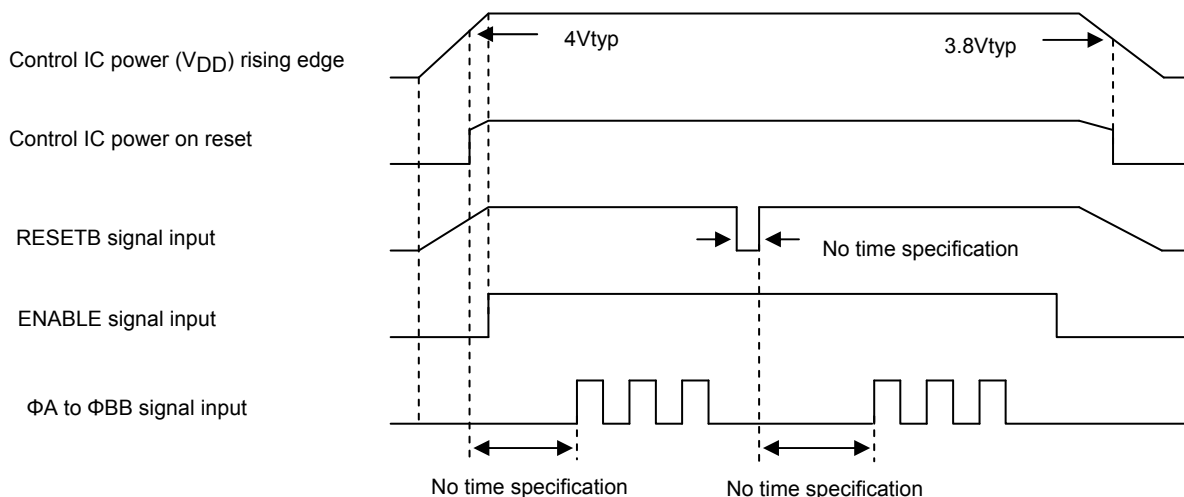 4Vtyp
3.8Vtyp
Control IC power (VDD) rising edge
Control IC power on reset
RESETB signal input
No time specification
ENABLE signal input
ΦA to ΦBB signal input
No time specification
No time specification